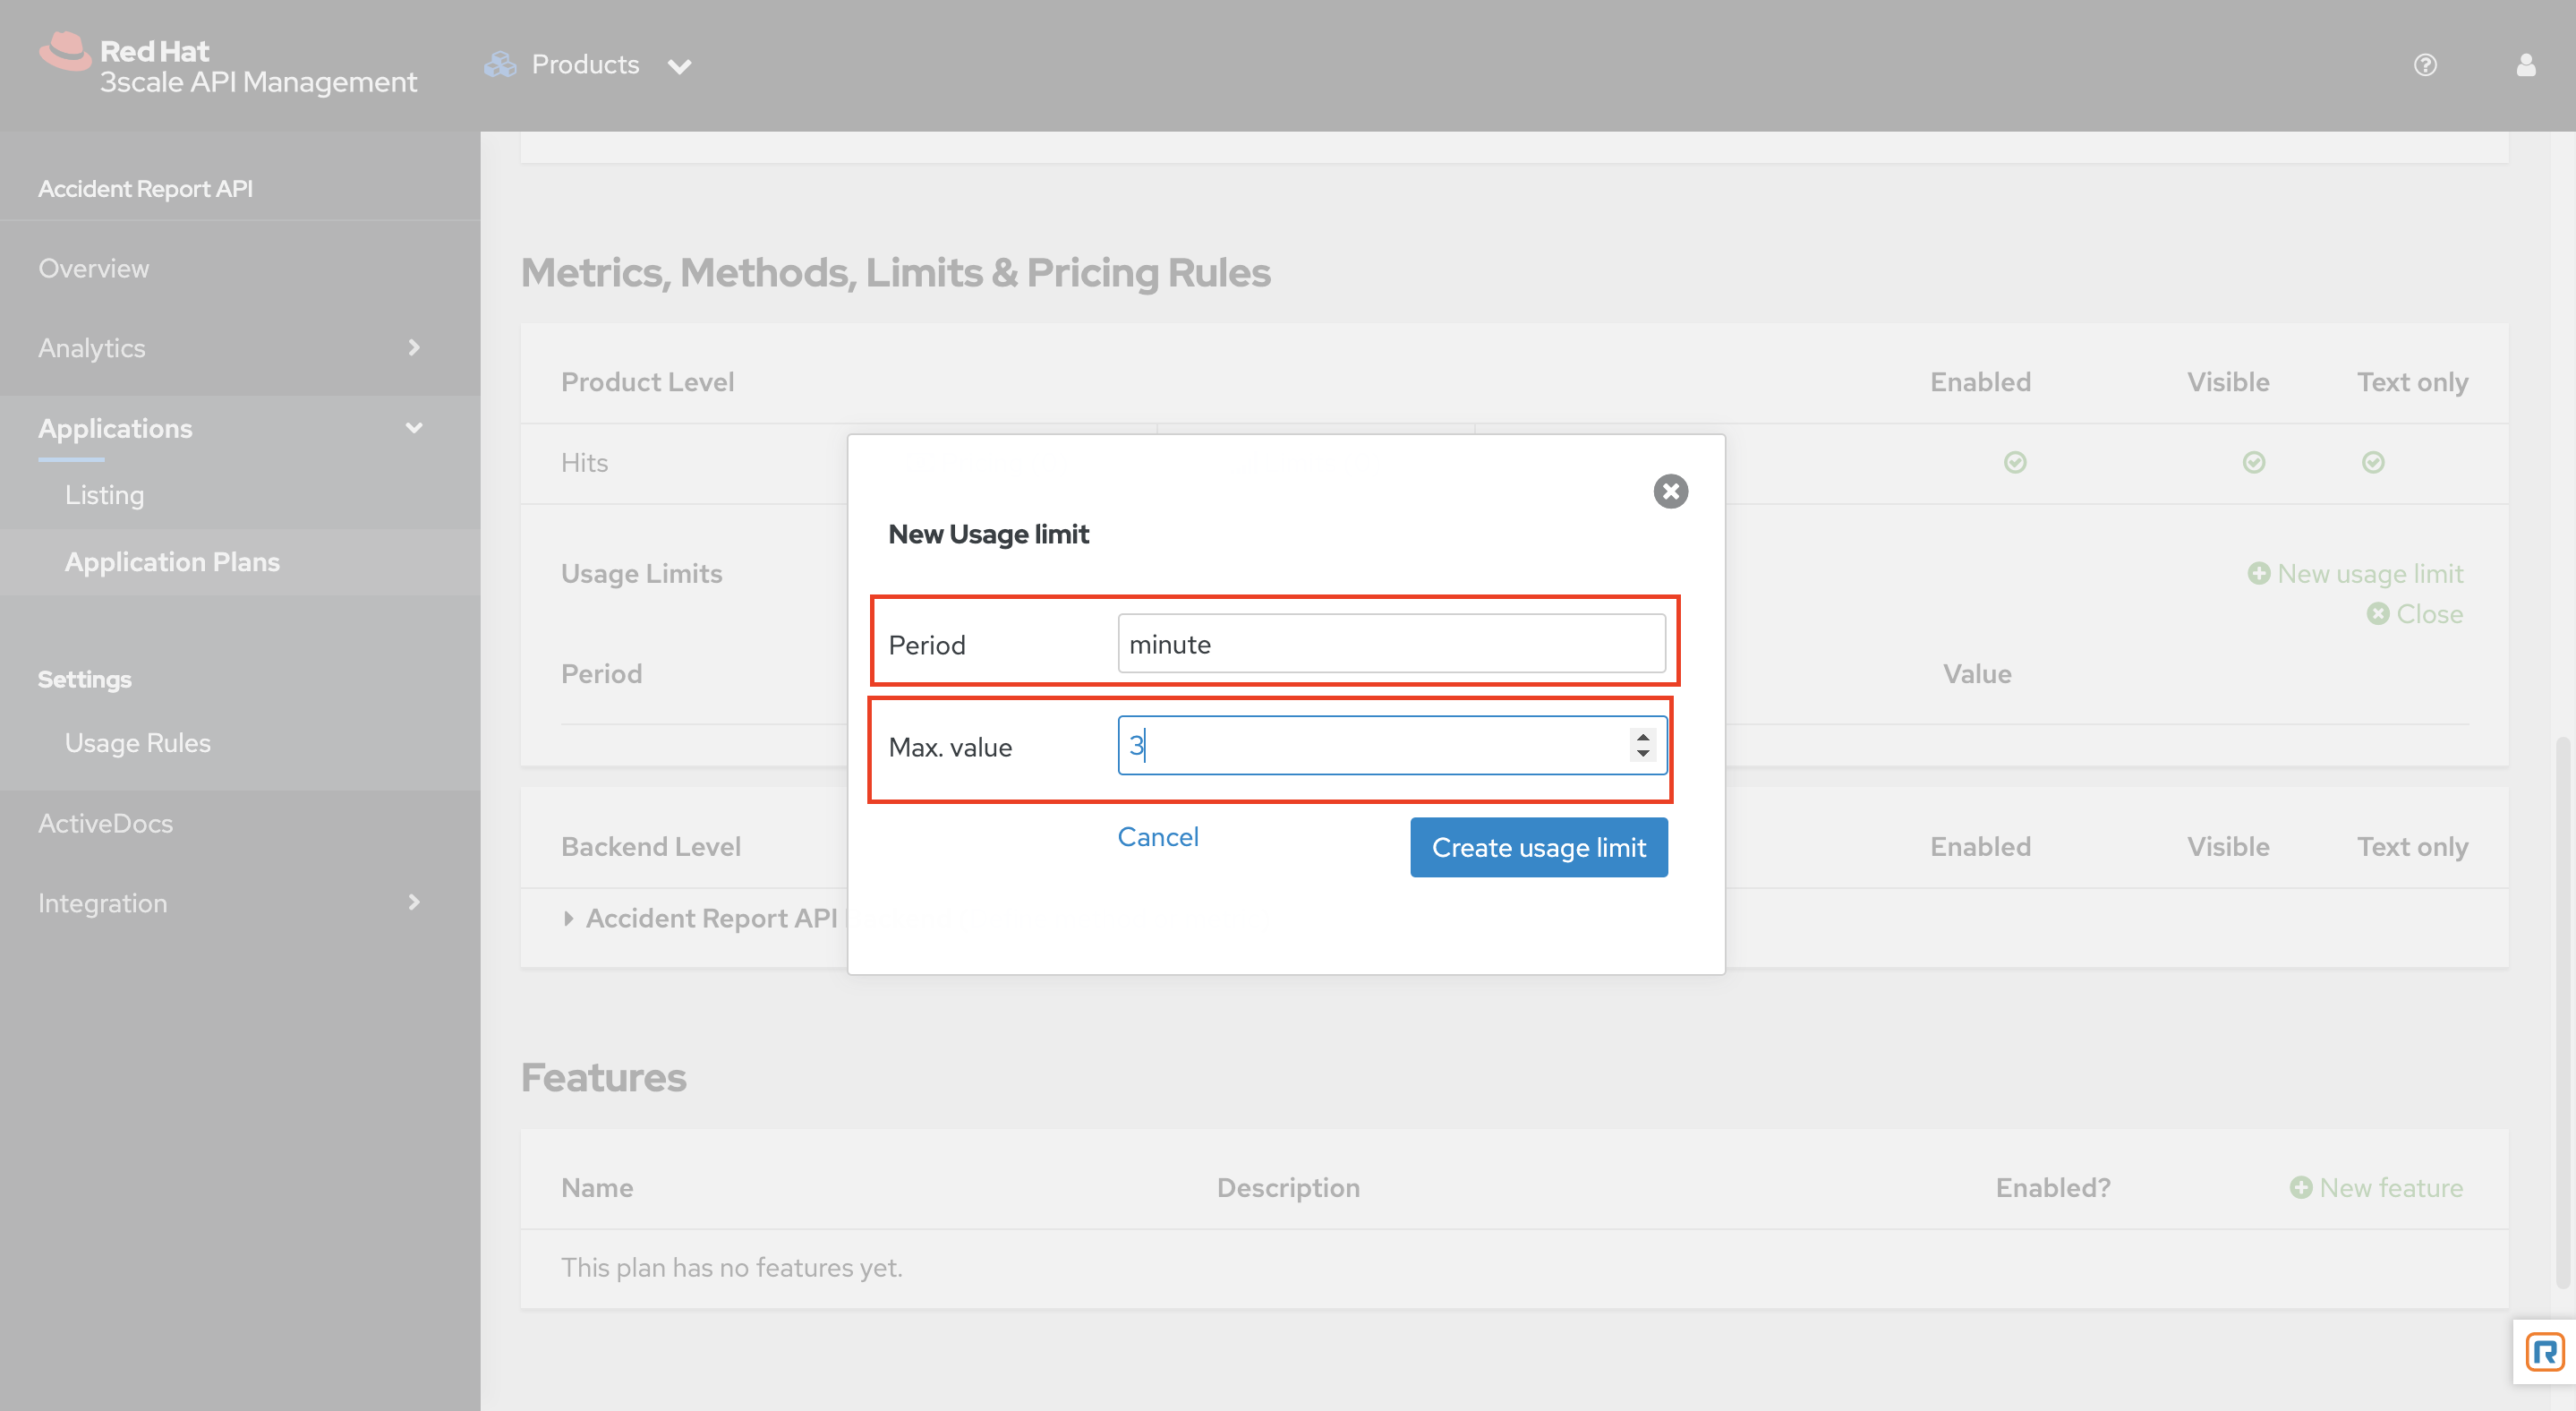 Red Hat
3scale API Management
Products
Accident Report API
Overview
Analytics
Applications
Listing
Application Plans
Settings
Usage Rules
ActiveDocs
Integration
Metrics, Methods, Limits & Pricing Rules
Product Level Enabled Visible Text only
Hits
Usage Limits
New usage limit
Close
Period Value
New Usage limit
Period minute
Max. value 3
Cancel Create usage limit
Backend Level Enabled Visible Text only
Accident Report API
Features
Name Description Enabled? New feature
This plan has no features yet.